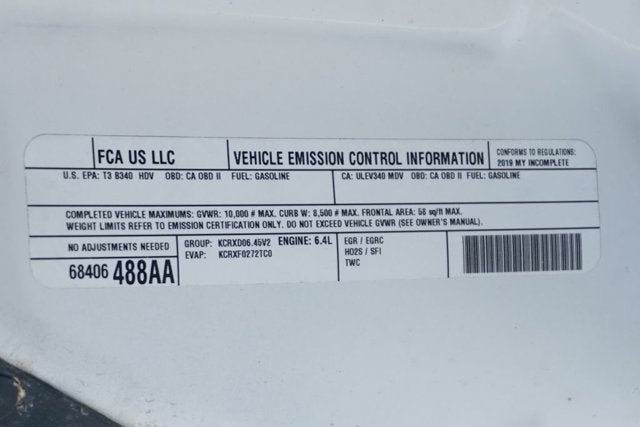 FCA US LLC
VEHICLE EMISSION CONTROL INFORMATION
CONFORMS TO REGULATIONS:
2019 MY INCOMPLETE
U.S. EPA: T3 B340 HDV OBD: CA OBD II FUEL: GASOLINE
CA: ULEV340 MDV OBD: CA OBD II FUEL: GASOLINE
COMPLETED VEHICLE MAXIMUMS: GVWR: 10,000 # MAX. CURB W: 8,500 # MAX. FRONTAL AREA: 58 sq/ft MAX.
WEIGHT LIMITS REFER TO EMISSION CERTIFICATION ONLY. DO NOT EXCEED VEHICLE GVWR (SEE OWNER'S MANUAL).
NO ADJUSTMENTS NEEDED
68406 488AA
GROUP: KCRXD06.45V2 ENGINE: 6.4L
EVAP: KCRXF0272TC0
EGR / EGRC
HO2S / SFI
TWC